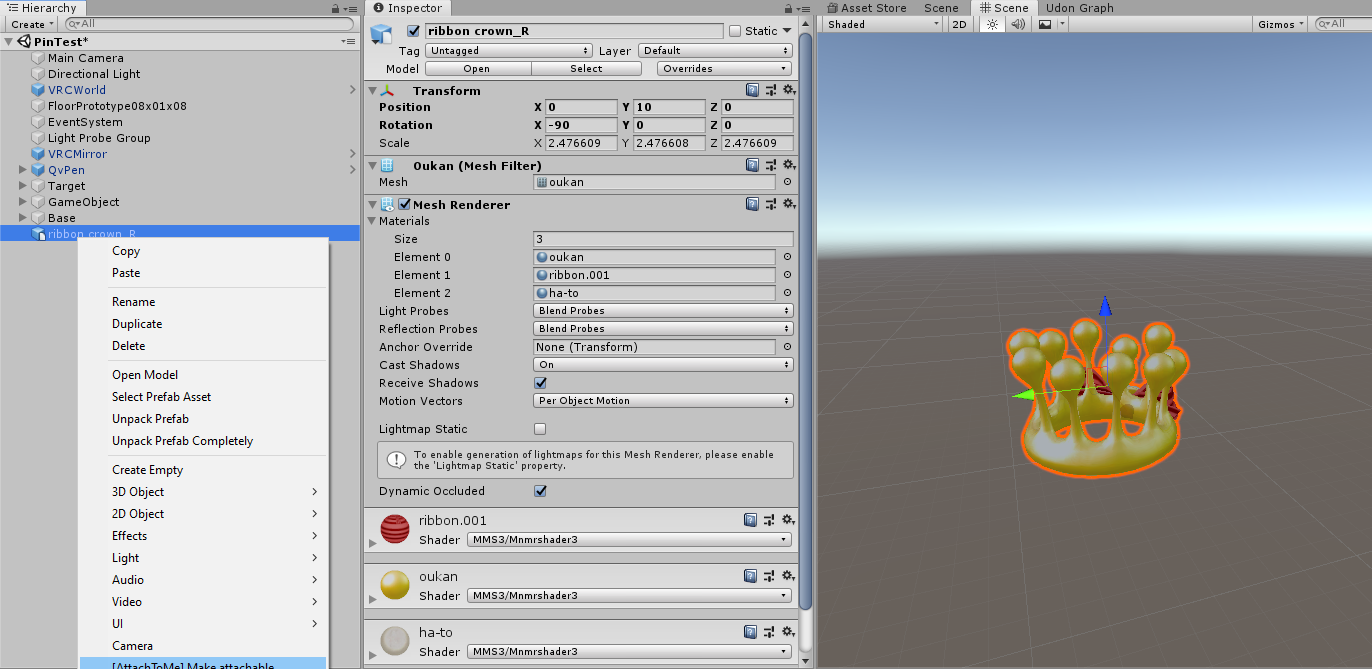 Hierarchy
Create
All
PinTest*
Main Camera
Directional Light
VRCWorld
FloorPrototype08x01x08
EventSystem
Light Probe Group
VRCMirror
QvPen
Target
GameObject
Base
ribbon crown_R
Copy
Paste
Rename
Duplicate
Delete
Open Model
Select Prefab Asset
Unpack Prefab
Unpack Prefab Completely
Create Empty
3D Object
2D Object
Effects
Light
Audio
Video
UI
Camera
[AttachToMe] Make attachable
Inspector
ribbon crown_R Static
Tag Untagged Layer Default
Model Open Select Overrides
Transform
Position X 0 Y 10 Z 0
Rotation X -90 Y 0 Z 0
Scale X 2.476609 Y 2.476608 Z 2.476609
Oukan (Mesh Filter)
Mesh oukan
Mesh Renderer
Materials
Size 3
Element 0 oukan
Element 1 ribbon.001
Element 2 ha-to
Light Probes Blend Probes
Reflection Probes Blend Probes
Anchor Override None (Transform)
Cast Shadows On
Receive Shadows
Motion Vectors Per Object Motion
Lightmap Static
To enable generation of lightmaps for this Mesh Renderer, please enable
the 'Lightmap Static' property.
Dynamic Occluded
ribbon.001
Shader MMS3/Mnmrshader3
oukan
Shader MMS3/Mnmrshader3
ha-to
Shader MMS3/Mnmrshader3
Asset Store Scene Scene Udon Graph
Shaded 2D Gizmos All